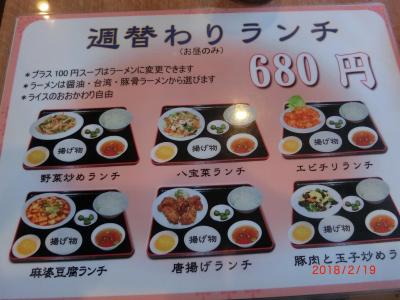 週替わりランチ
(お昼のみ)
680 円
*プラス100円スープはラーメンに変更できます
*ラーメンは醤油・台湾・豚骨ラーメンから選びます
*ライスのおおかわり自由
揚げ物
揚げ物
揚げ物
野菜炒めランチ
八宝菜ランチ
エビチリランチ
揚げ物
揚げ物
揚げ物
麻婆豆腐ランチ
唐揚げランチ
豚肉と玉子炒めラ
2018/2/19